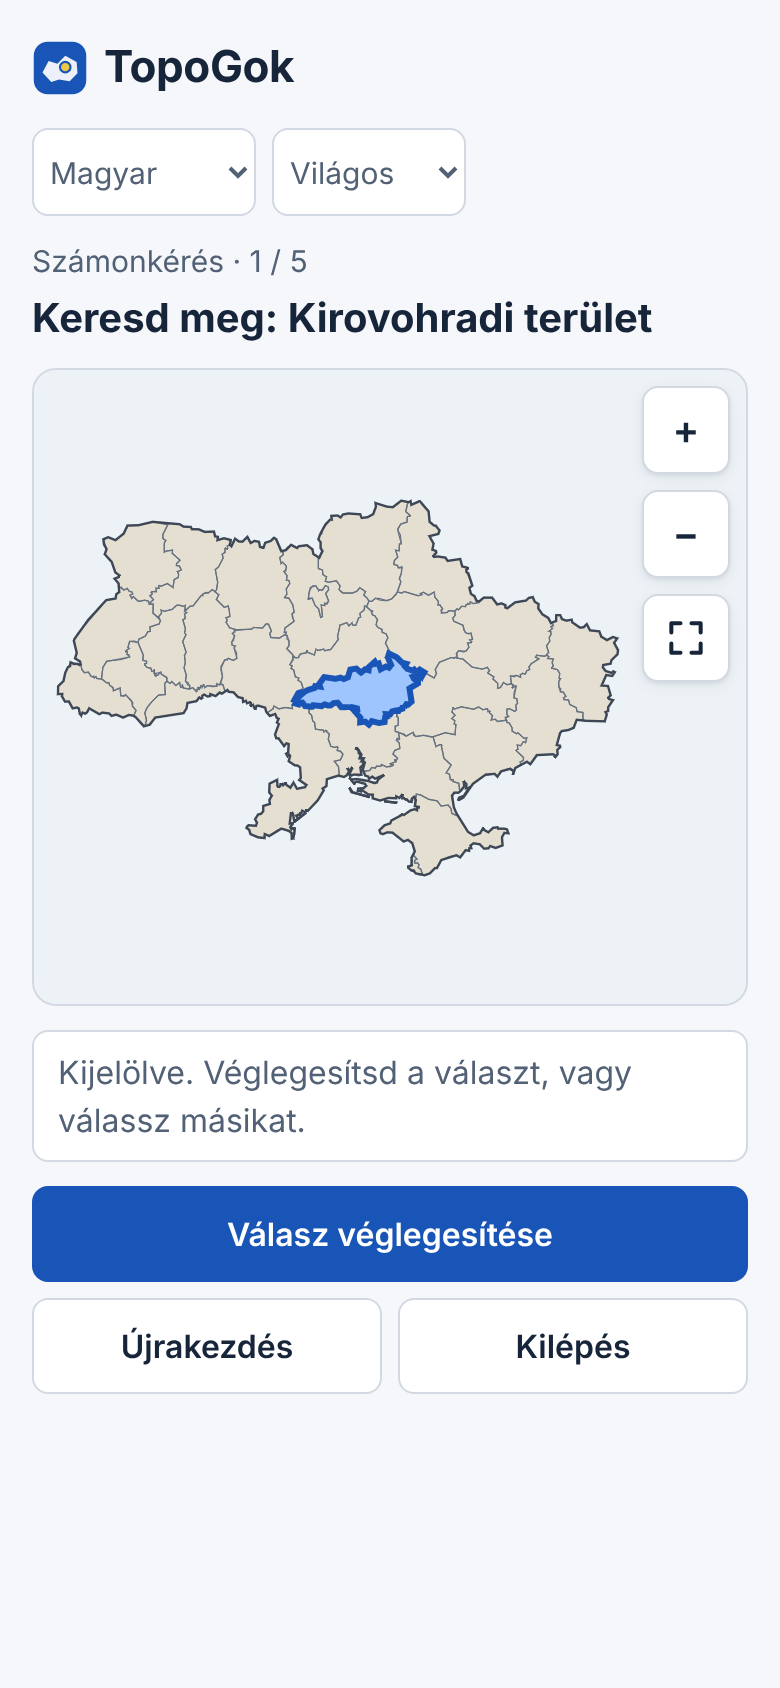 TopoGok
Magyar
Világos
Számonkérés · 1 / 5
Keresd meg: Kirovohradi terület
+
−
Kijelölve. Véglegesítsd a választ, vagy
válassz másikat.
Válasz véglegesítése
Újrakezdés
Kilépés